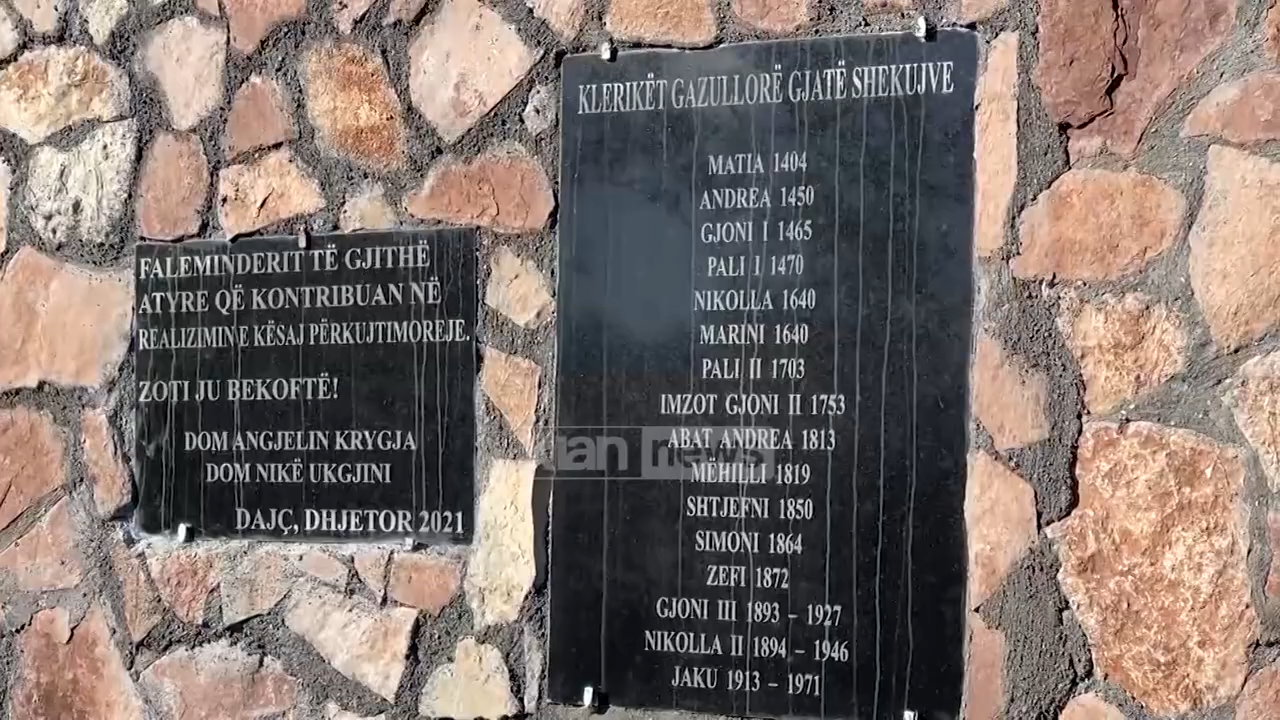 FALEMINDERIT TË GJITHË
ATYRE QË KONTRIBUAN NË
REALIZIMIN E KËSAJ PËRKUJTIMOREJE.
ZOTI JU BEKOFTË!
DOM ANGJELIN KRYGJA
DOM NIKË UKGJINI
DAJÇ, DHJETOR 2021
KLERIKËT GAZULLORË GJATË SHEKUJVE
MATIA 1404
ANDREA 1450
GJONI I 1465
PALI I 1470
NIKOLLA 1640
MARINI 1640
PALI II 1703
IMZOT GJONI II 1753
ABAT ANDREA 1813
MËHILLI 1819
SHTJEFNI 1850
SIMONI 1864
ZEFI 1872
GJONI III 1893 – 1927
NIKOLLA II 1894 – 1946
JAKU 1913 – 1971
news